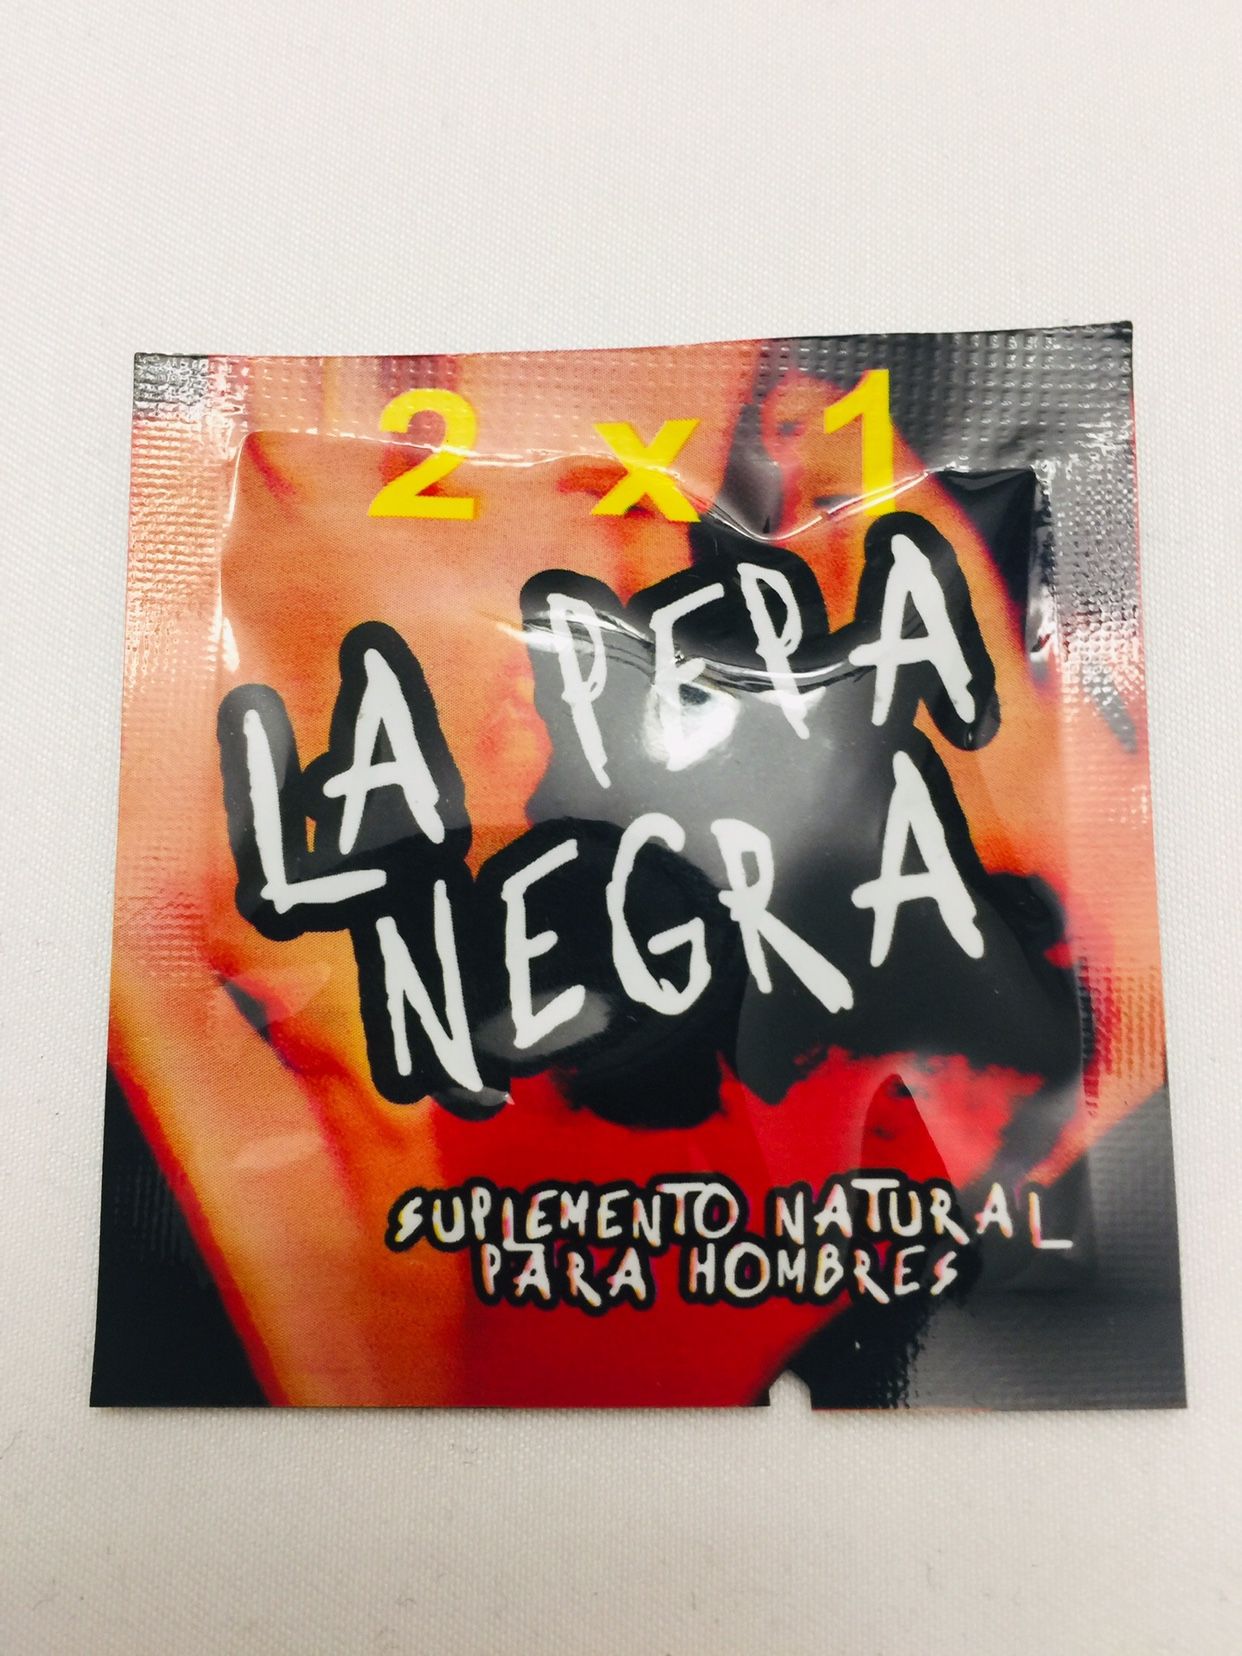 2 x 1
LA PEPA
NEGRA
SUPLEMENTO NATURAL
PARA HOMBRES